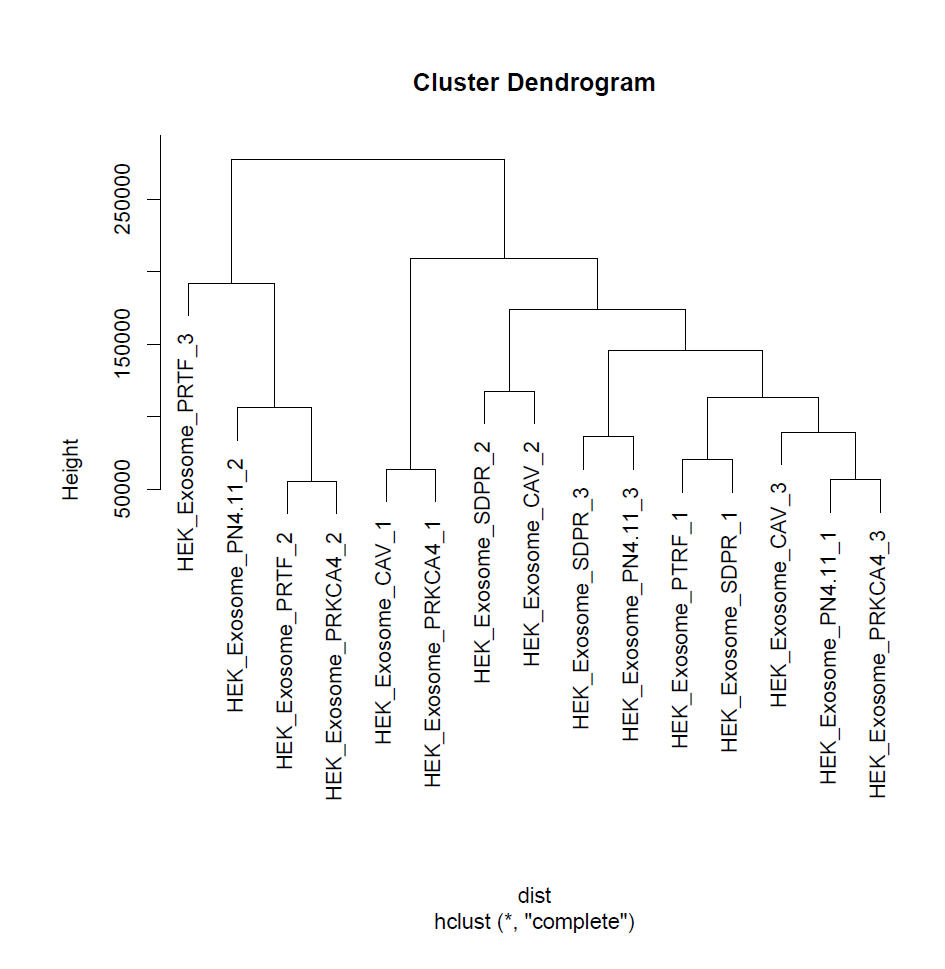 Cluster Dendrogram
Height
250000
150000
50000
HEK_Exosome_PRTF_3
HEK_Exosome_PN4.11_2
HEK_Exosome_PRTF_2
HEK_Exosome_PRKCA4_2
HEK_Exosome_CAV_1
HEK_Exosome_PRKCA4_1
HEK_Exosome_SDPR_2
HEK_Exosome_CAV_2
HEK_Exosome_SDPR_3
HEK_Exosome_PN4.11_3
HEK_Exosome_PTRF_1
HEK_Exosome_SDPR_1
HEK_Exosome_CAV_3
HEK_Exosome_PN4.11_1
HEK_Exosome_PRKCA4_3
dist
hclust (*, "complete")